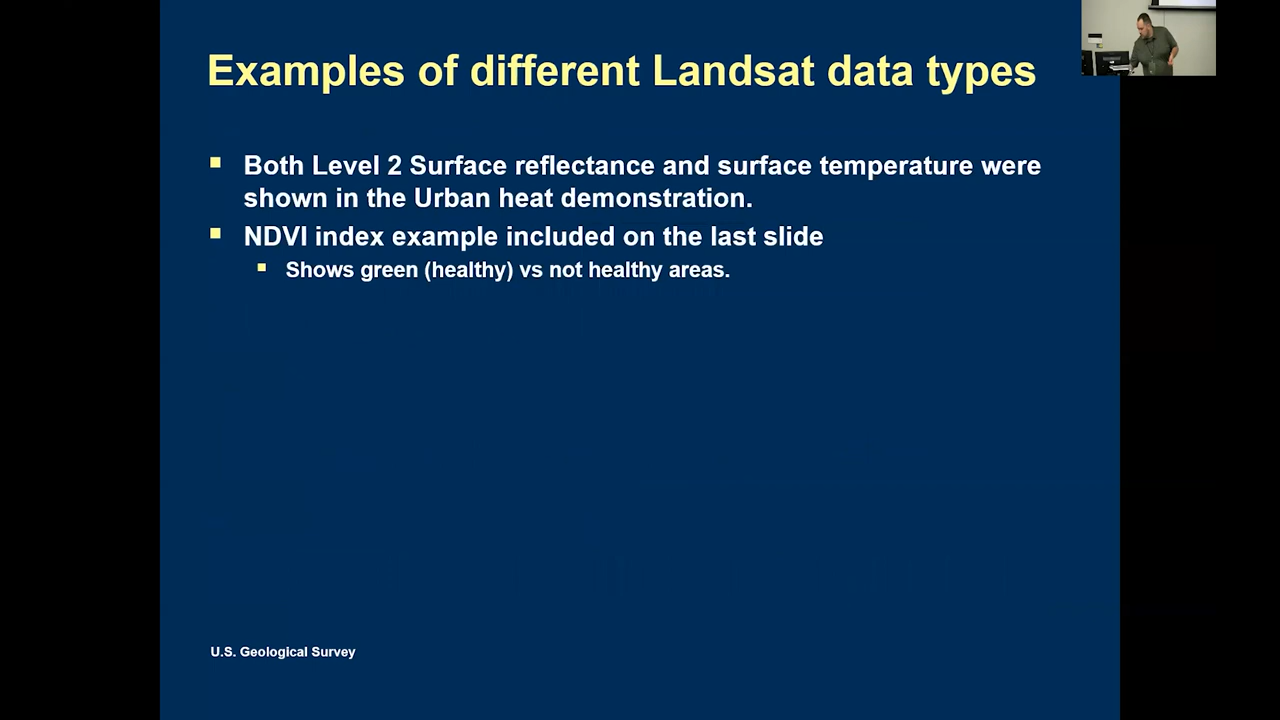 Examples of different Landsat data types
Both Level 2 Surface reflectance and surface temperature were
shown in the Urban heat demonstration.
NDVI index example included on the last slide
Shows green (healthy) vs not healthy areas.
U.S. Geological Survey